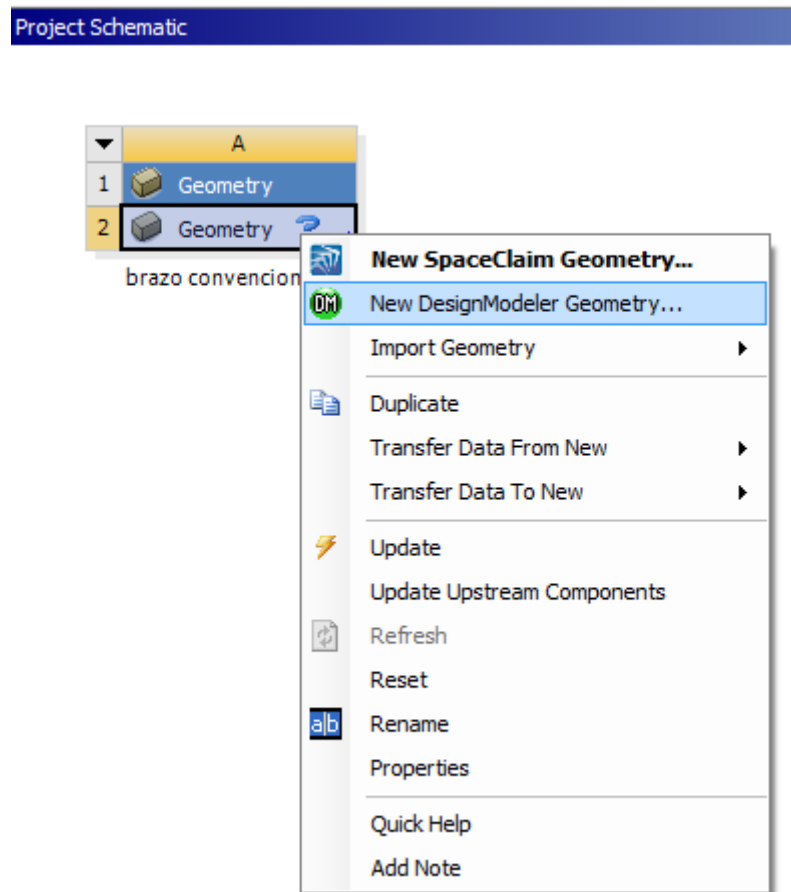 Project Schematic
A
1 Geometry
2 Geometry
brazo convencion
New SpaceClaim Geometry...
DM New DesignModeler Geometry...
Import Geometry
Duplicate
Transfer Data From New
Transfer Data To New
Update
Update Upstream Components
Refresh
Reset
a|b Rename
Properties
Quick Help
Add Note